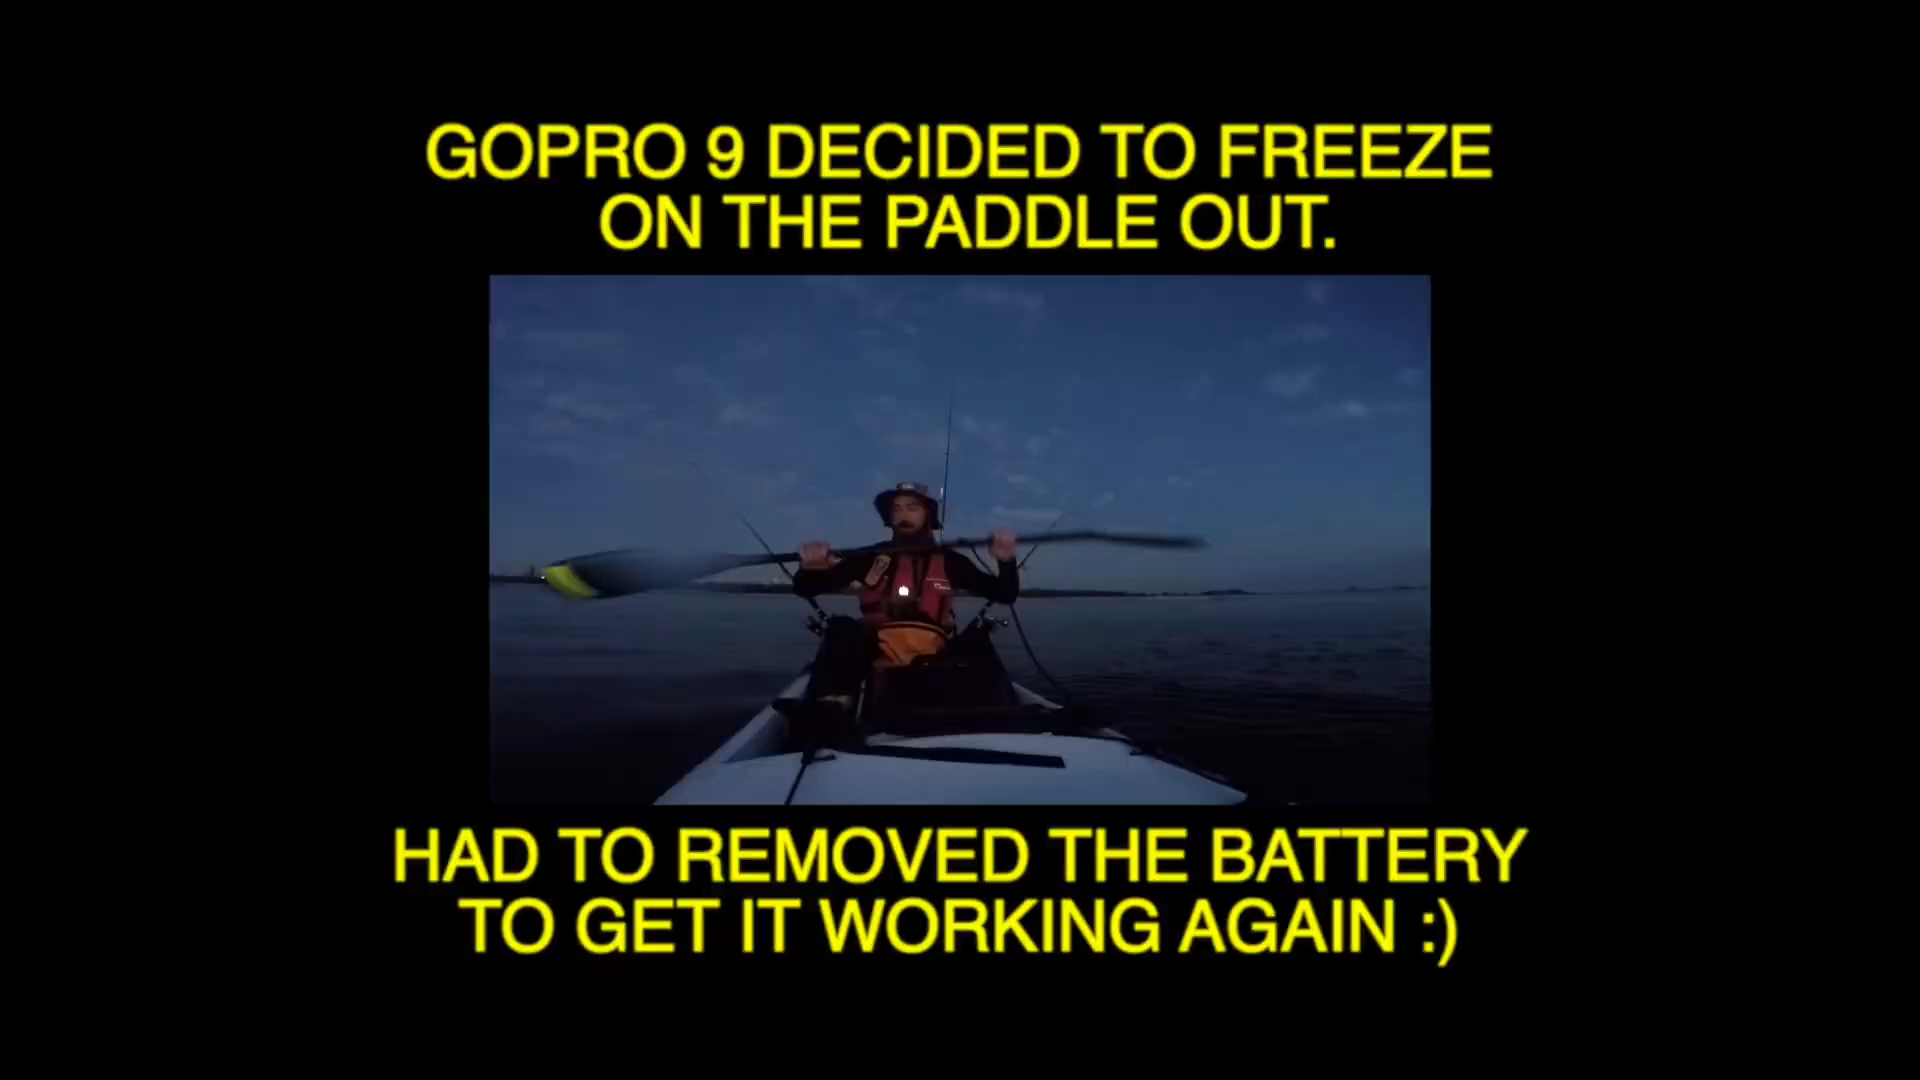 GOPRO 9 DECIDED TO FREEZE
ON THE PADDLE OUT.
HAD TO REMOVED THE BATTERY
TO GET IT WORKING AGAIN :)